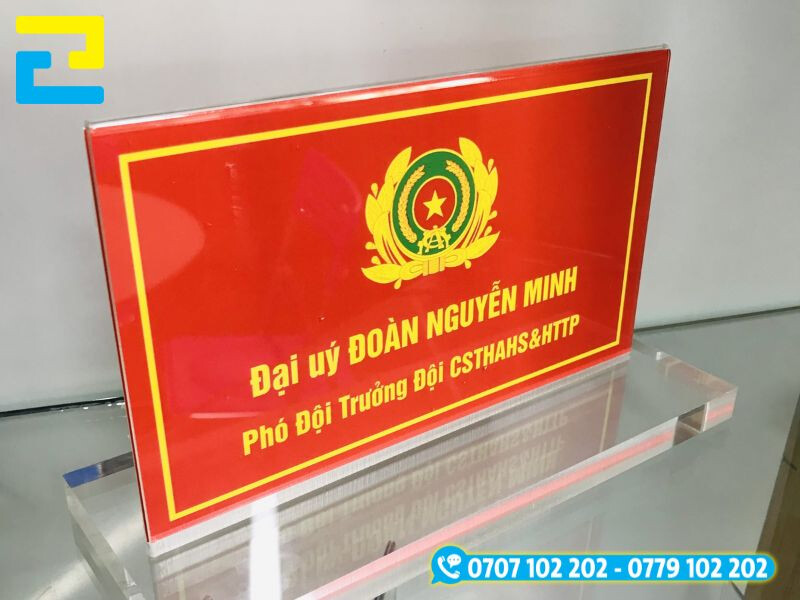 Đại uý ĐOÀN NGUYỄN MINH
Phó Đội Trưởng Đội CSTHAHS&HTTP
0707 102 202 - 0779 102 202